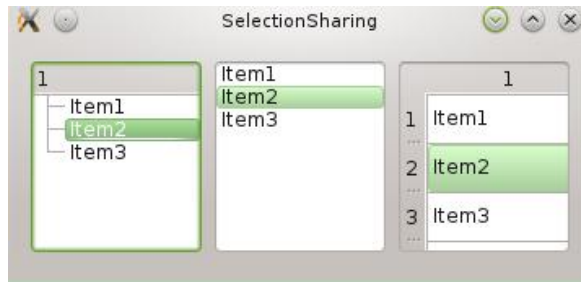 SelectionSharing
1
Item1
Item2
Item3
Item1
Item2
Item3
1
1 Item1
2 Item2
3 Item3